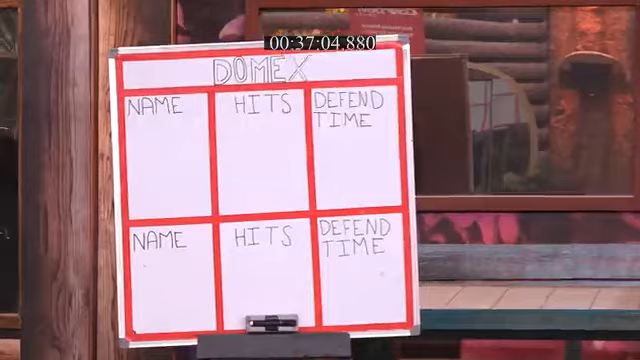 00:37:04.880
DOMEX
NAME HITS DEFEND
TIME
NAME HITS DEFEND
TIME